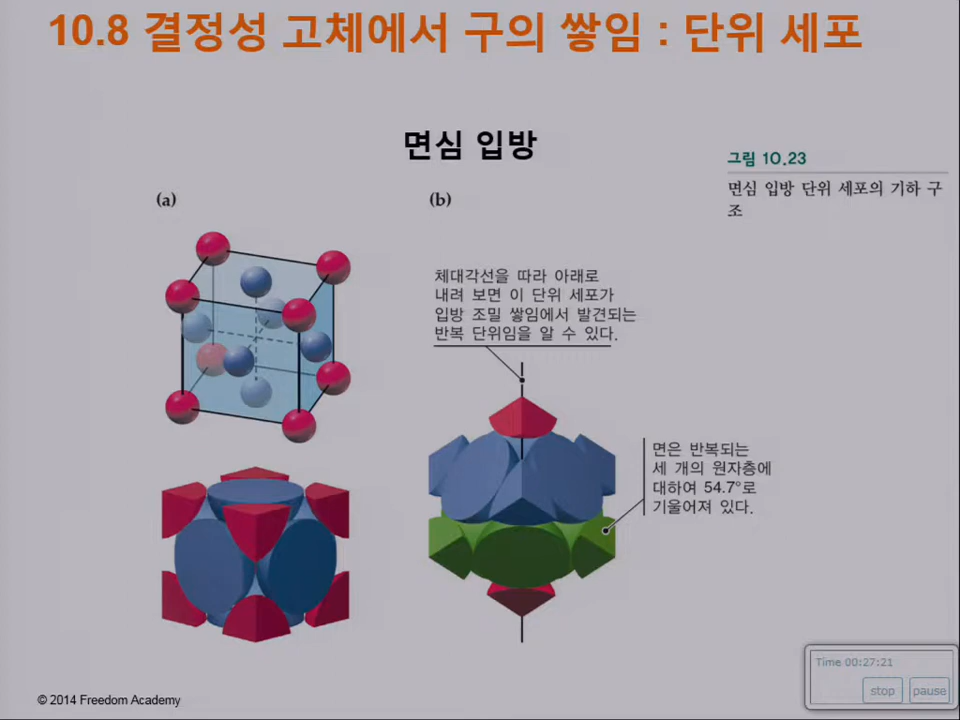 10.8 결정성 고체에서 구의 쌓임 : 단위 세포
면심 입방
그림 10.23
면심 입방 단위 세포의 기하 구
조
(a)
(b)
체대각선을 따라 아래로
내려 보면 이 단위 세포가
입방 조밀 쌓임에서 발견되는
반복 단위임을 알 수 있다.
면은 반복되는
세 개의 원자층에
대하여 54.7°로
기울어져 있다.
Time 00:27:21
stop
pause
© 2014 Freedom Academy